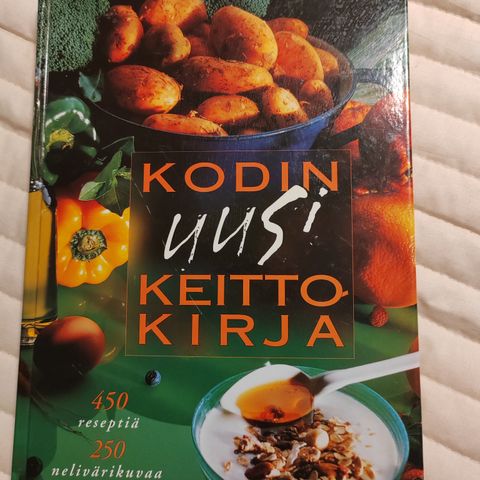 KODIN
uusi
KEITTO-
KIRJA
450
reseptiä
250
nelivärikuvaa